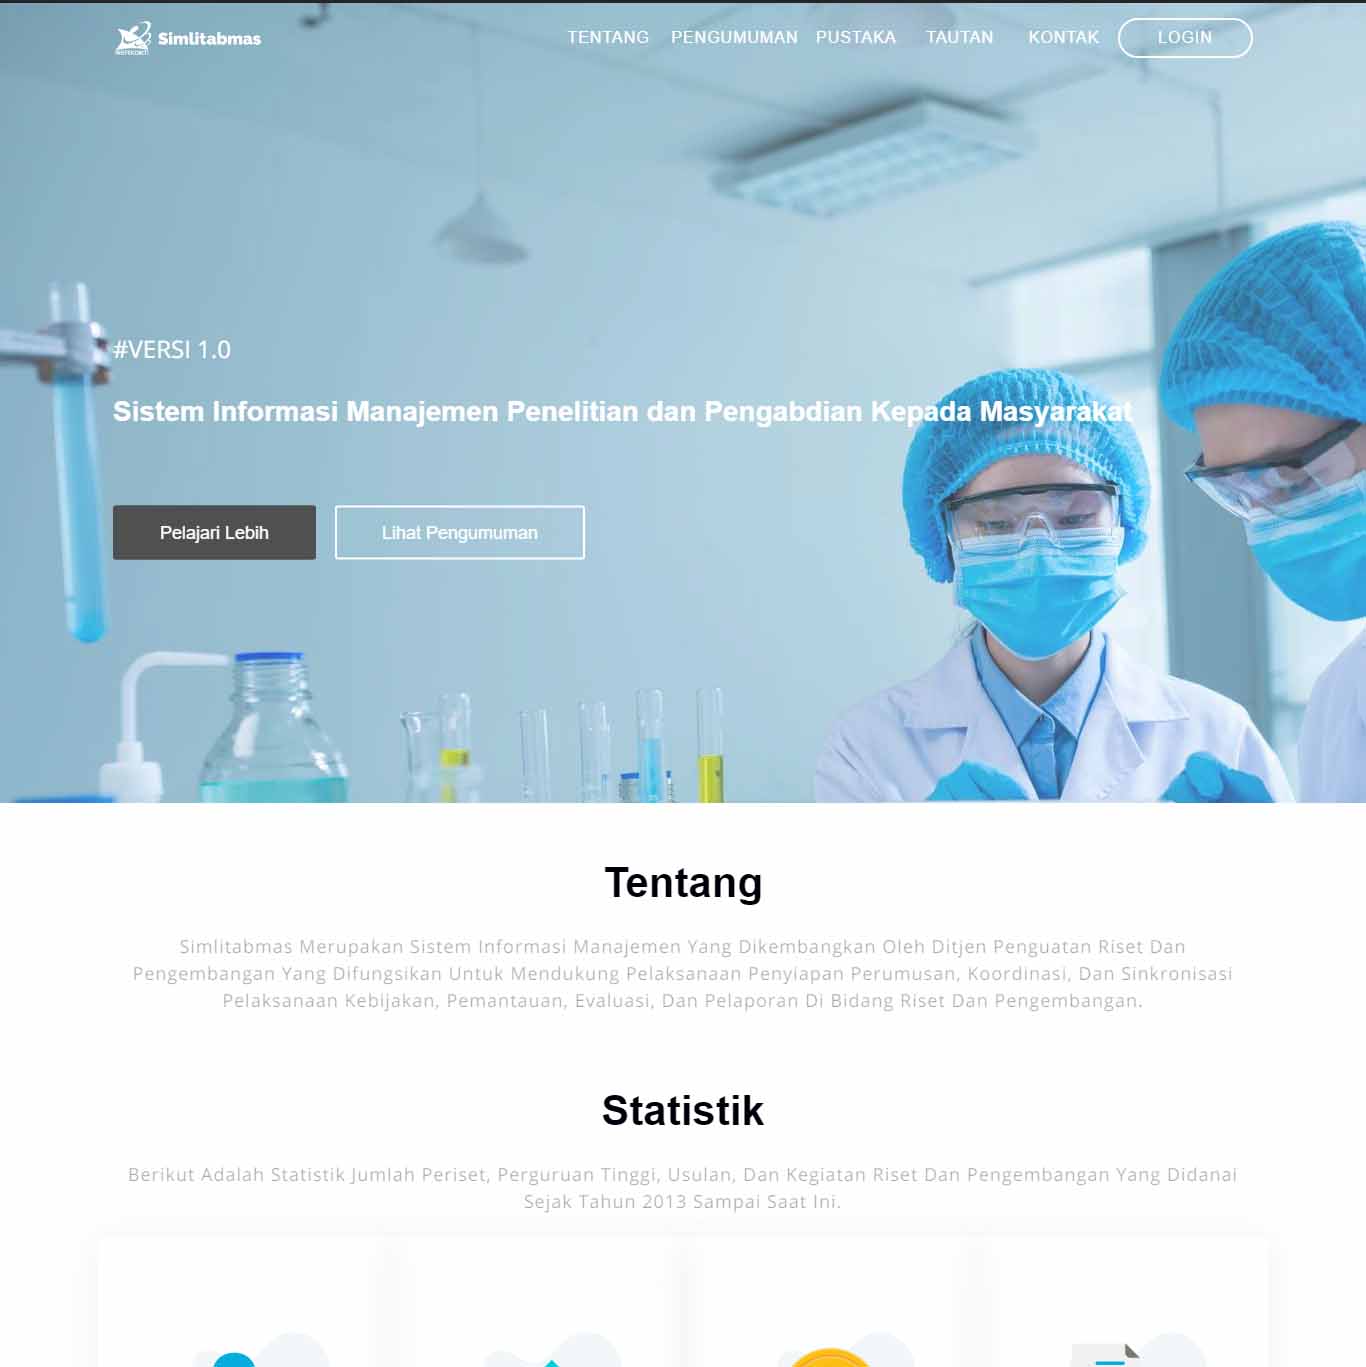 Simlitabmas
TENTANG PENGUMUMAN PUSTAKA TAUTAN KONTAK LOGIN
#VERSI 1.0
Sistem Informasi Manajemen Penelitian dan Pengabdian Kepada Masyarakat
Pelajari Lebih Lihat Pengumuman
Tentang
Simlitabmas Merupakan Sistem Informasi Manajemen Yang Dikembangkan Oleh Ditjen Penguatan Riset Dan
Pengembangan Yang Difungsikan Untuk Mendukung Pelaksanaan Penyiapan Perumusan, Koordinasi, Dan Sinkronisasi
Pelaksanaan Kebijakan, Pemantauan, Evaluasi, Dan Pelaporan Di Bidang Riset Dan Pengembangan.
Statistik
Berikut Adalah Statistik Jumlah Periset, Perguruan Tinggi, Usulan, Dan Kegiatan Riset Dan Pengembangan Yang Didanai
Sejak Tahun 2013 Sampai Saat Ini.